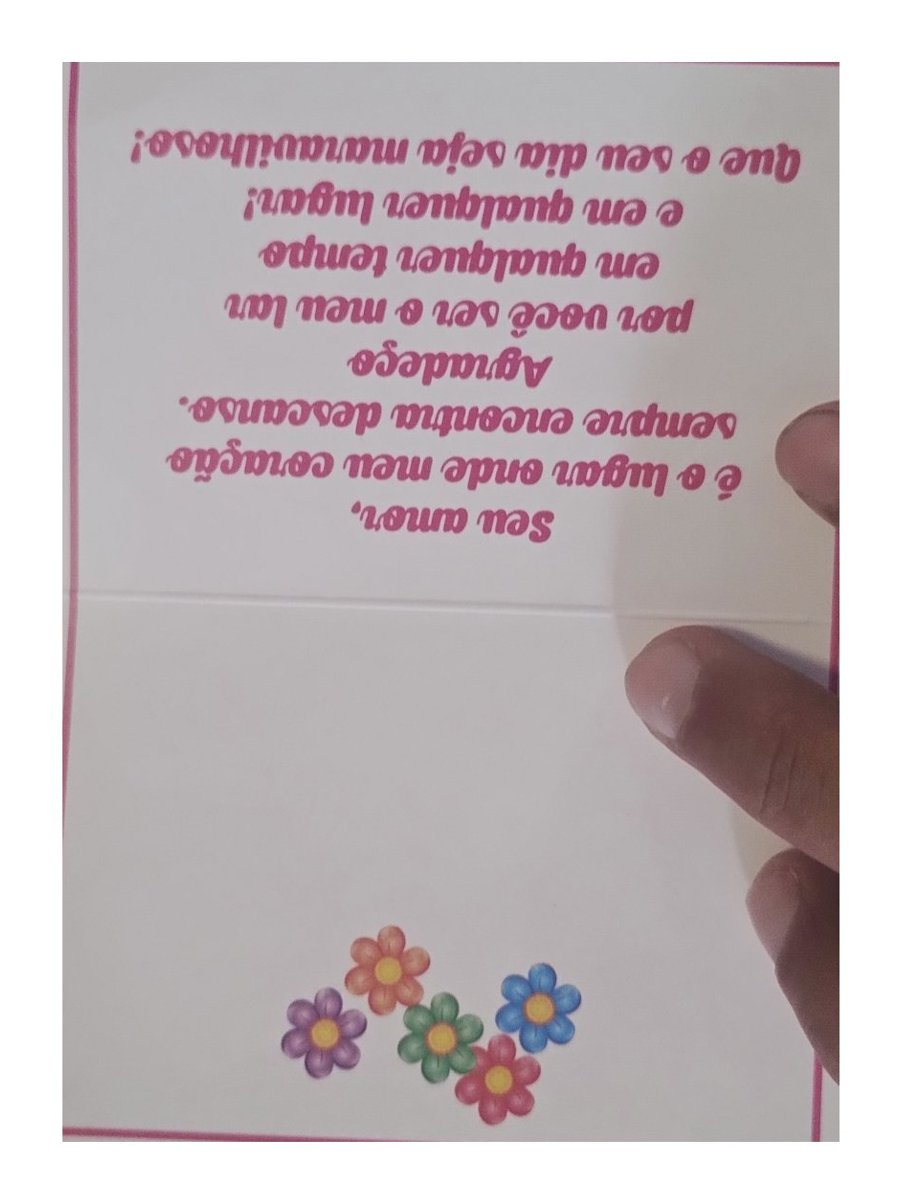 Seu amor,
é o lugar onde meu coração
sempre encontra descanso.
Agradeço
por você ser o meu lar
em qualquer tempo
e em qualquer lugar!
Que o seu dia seja maravilhoso!